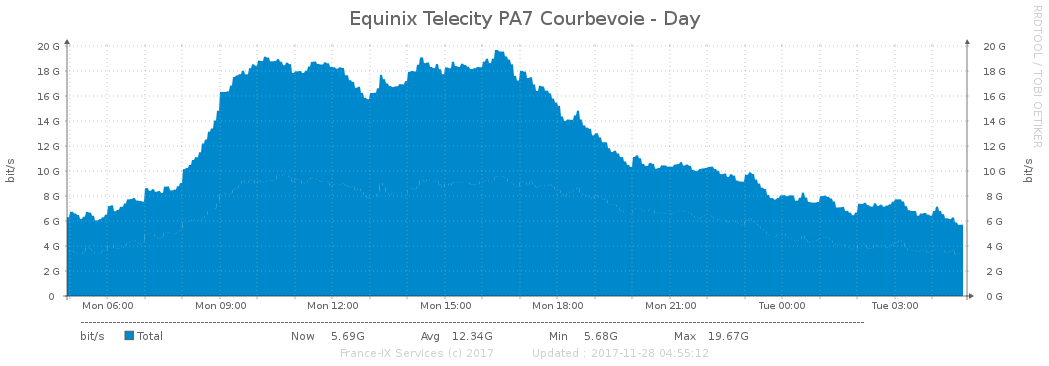 Equinix Telecity PA7 Courbevoie - Day
RRDTOOL / TOBI OETIKER
bit/s
bit/s
20 G 20 G
18 G 18 G
16 G 16 G
14 G 14 G
12 G 12 G
10 G 10 G
8 G 8 G
6 G 6 G
4 G 4 G
2 G 2 G
0 0 G
Mon 06:00 Mon 09:00 Mon 12:00 Mon 15:00 Mon 18:00 Mon 21:00 Tue 00:00 Tue 03:00
bit/s Total Now 5.69G Avg 12.34G Min 5.68G Max 19.67G
France-IX Services (c) 2017 Updated : 2017-11-28 04:55:12